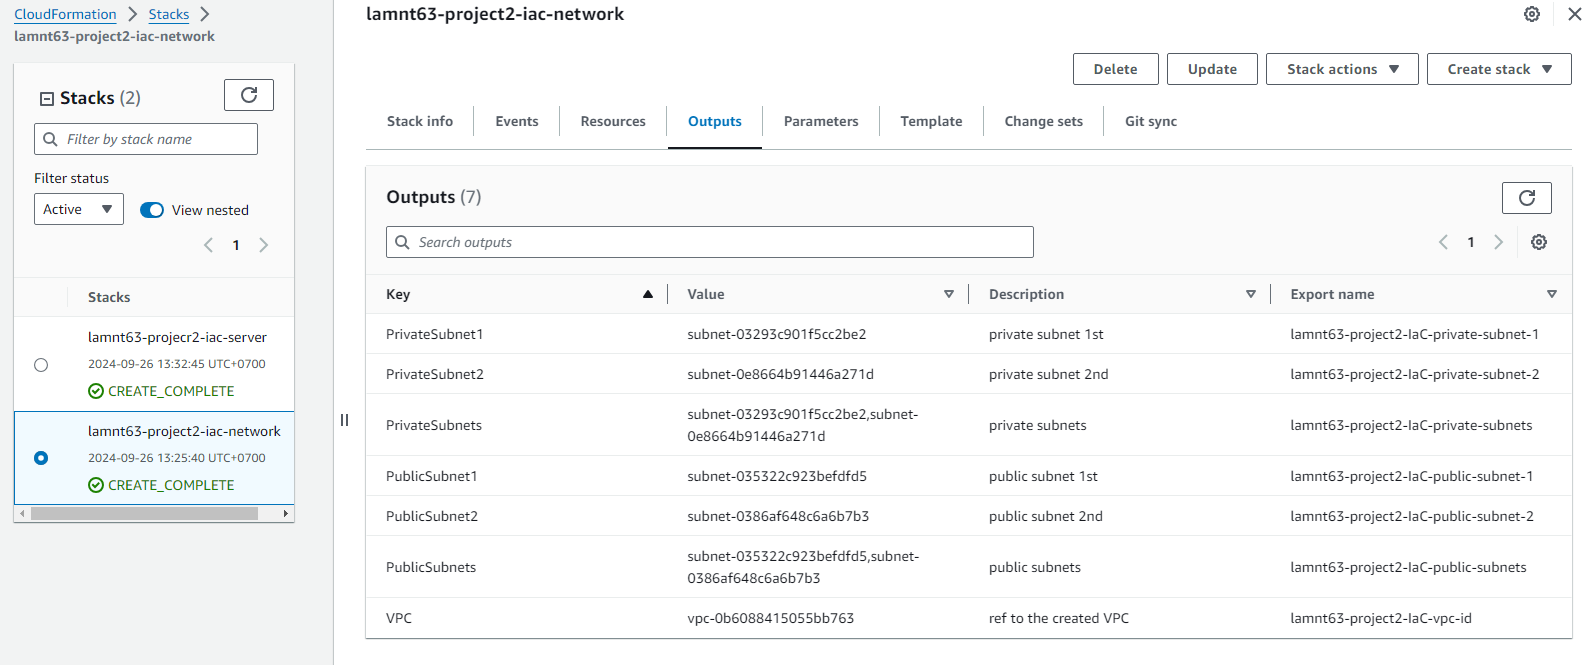 CloudFormation
Stacks
lamnt63-project2-iac-network
Stacks (2)
Filter by stack name
Filter status
Active
View nested
1
Stacks
lamnt63-projecr2-iac-server
2024-09-26 13:32:45 UTC+0700
CREATE_COMPLETE
lamnt63-project2-iac-network
2024-09-26 13:25:40 UTC+0700
CREATE_COMPLETE
lamnt63-project2-iac-network
Delete Update Stack actions Create stack
Stack info Events Resources Outputs Parameters Template Change sets Git sync
Outputs (7)
Search outputs
1
Key Value Description Export name
PrivateSubnet1 subnet-03293c901f5cc2be2 private subnet 1st lamnt63-project2-IaC-private-subnet-1
PrivateSubnet2 subnet-0e8664b91446a271d private subnet 2nd lamnt63-project2-IaC-private-subnet-2
PrivateSubnets subnet-03293c901f5cc2be2,subnet-
0e8664b91446a271d private subnets lamnt63-project2-IaC-private-subnets
PublicSubnet1 subnet-035322c923befdfd5 public subnet 1st lamnt63-project2-IaC-public-subnet-1
PublicSubnet2 subnet-0386af648c6a6b7b3 public subnet 2nd lamnt63-project2-IaC-public-subnet-2
PublicSubnets subnet-035322c923befdfd5,subnet-
0386af648c6a6b7b3 public subnets lamnt63-project2-IaC-public-subnets
VPC vpc-0b6088415055bb763 ref to the created VPC lamnt63-project2-IaC-vpc-id